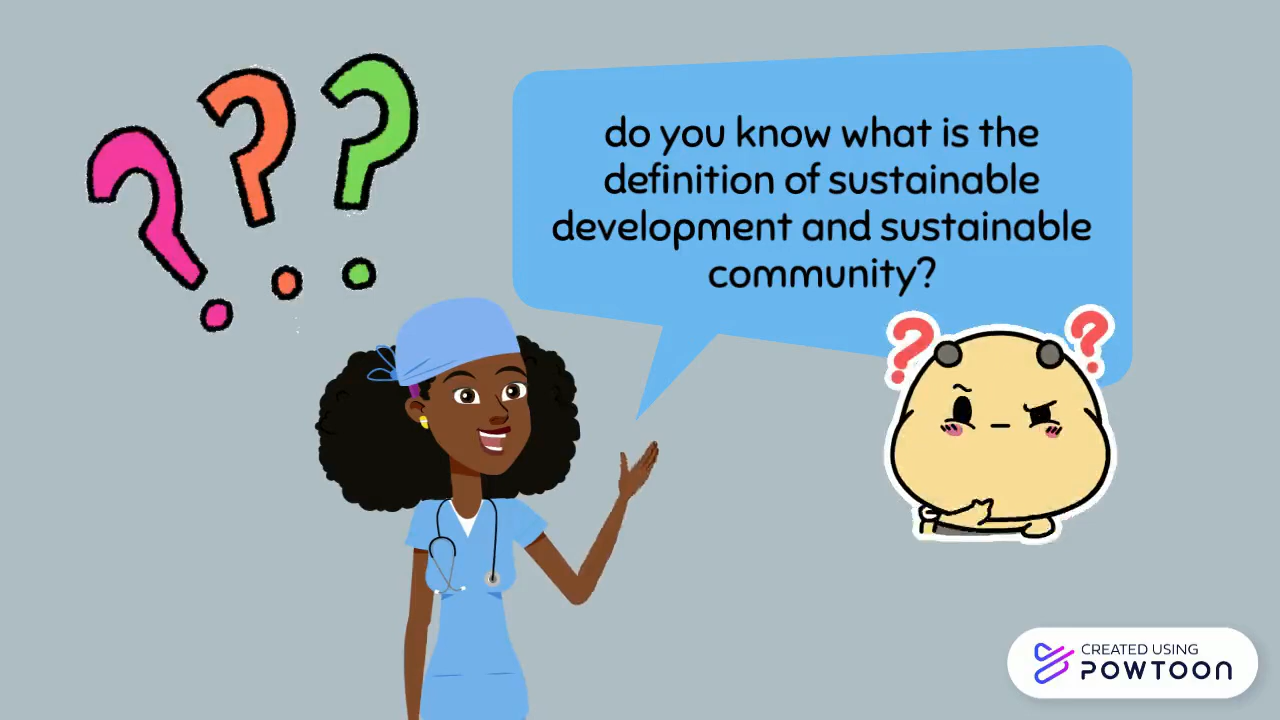 do you know what is the
definition of sustainable
development and sustainable
community?
CREATED USING
POWTOON